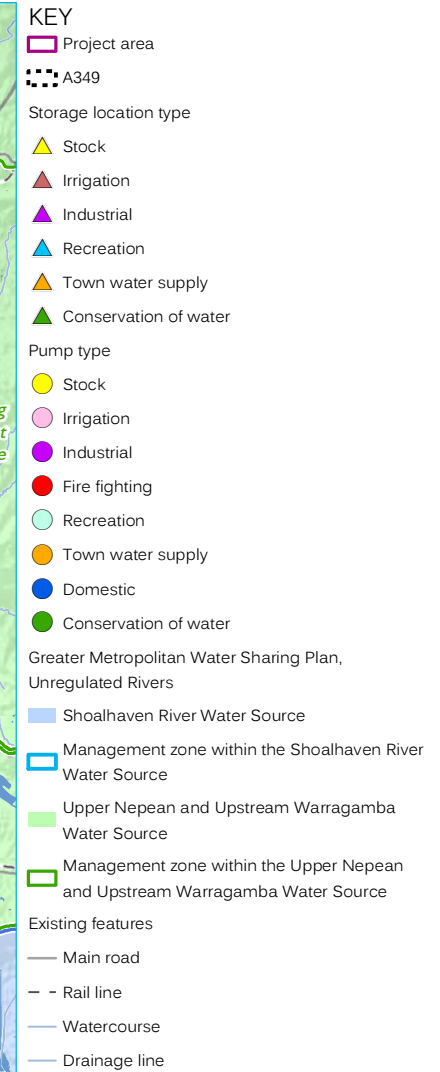 KEY
Project area
A349
Storage location type
Stock
Irrigation
Industrial
Recreation
Town water supply
Conservation of water
Pump type
Stock
Irrigation
Industrial
Fire fighting
Recreation
Town water supply
Domestic
Conservation of water
Greater Metropolitan Water Sharing Plan,
Unregulated Rivers
Shoalhaven River Water Source
Management zone within the Shoalhaven River
Water Source
Upper Nepean and Upstream Warragamba
Water Source
Management zone within the Upper Nepean
and Upstream Warragamba Water Source
Existing features
Main road
Rail line
Watercourse
Drainage line